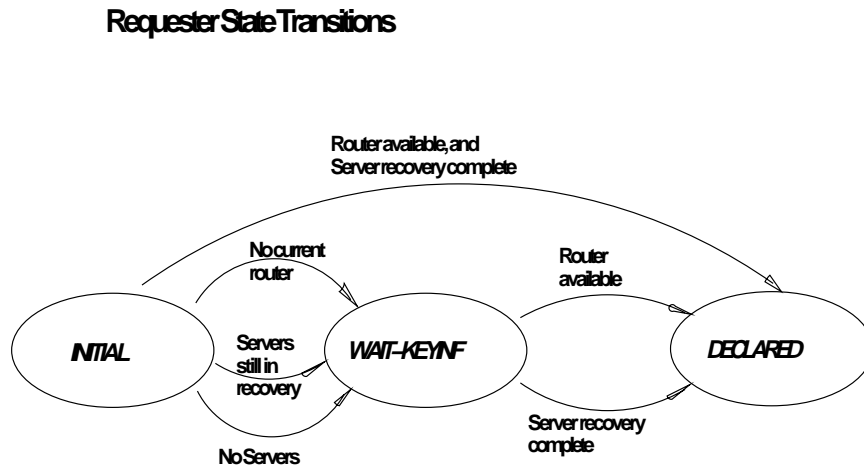 Requester State Transitions
Router available, and
Server recovery complete
No current
router
Router
available
INITIAL
Servers
still in
recovery
WAIT-KEYINF
DECLARED
No Servers
Server recovery
complete